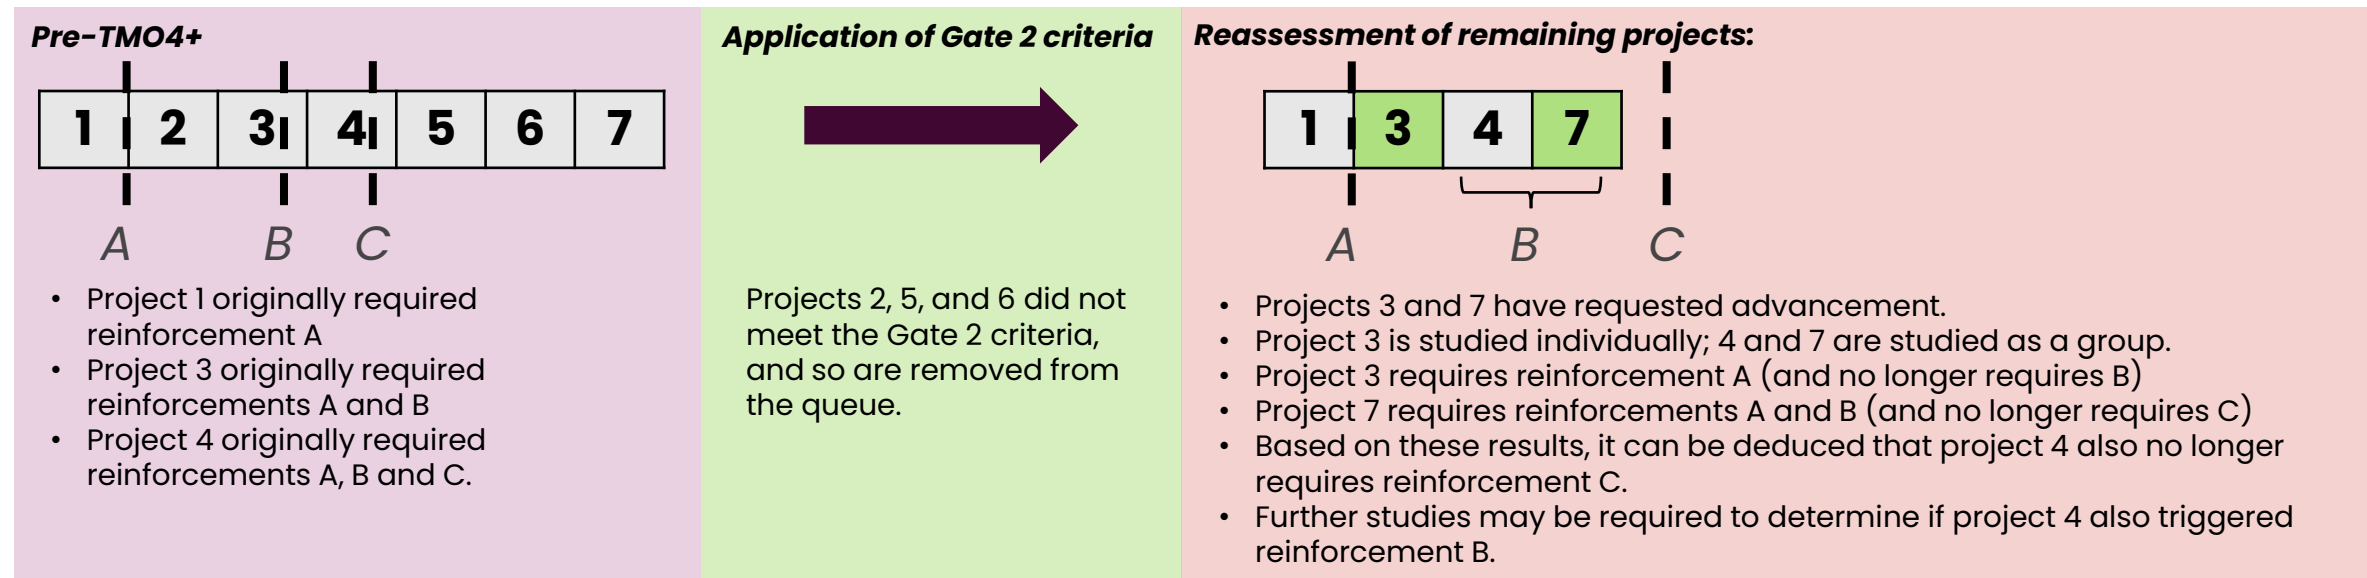 Pre-TMO4+
1 2 3 4 5 6 7
A B C
• Project 1 originally required
reinforcement A
• Project 3 originally required
reinforcements A and B
• Project 4 originally required
reinforcements A, B and C.
Application of Gate 2 criteria
Projects 2, 5, and 6 did not
meet the Gate 2 criteria,
and so are removed from
the queue.
Reassessment of remaining projects:
1 3 4 7
A B C
• Projects 3 and 7 have requested advancement.
• Project 3 is studied individually; 4 and 7 are studied as a group.
• Project 3 requires reinforcement A (and no longer requires B)
• Project 7 requires reinforcements A and B (and no longer requires C)
• Based on these results, it can be deduced that project 4 also no longer
requires reinforcement C.
• Further studies may be required to determine if project 4 also triggered
reinforcement B.